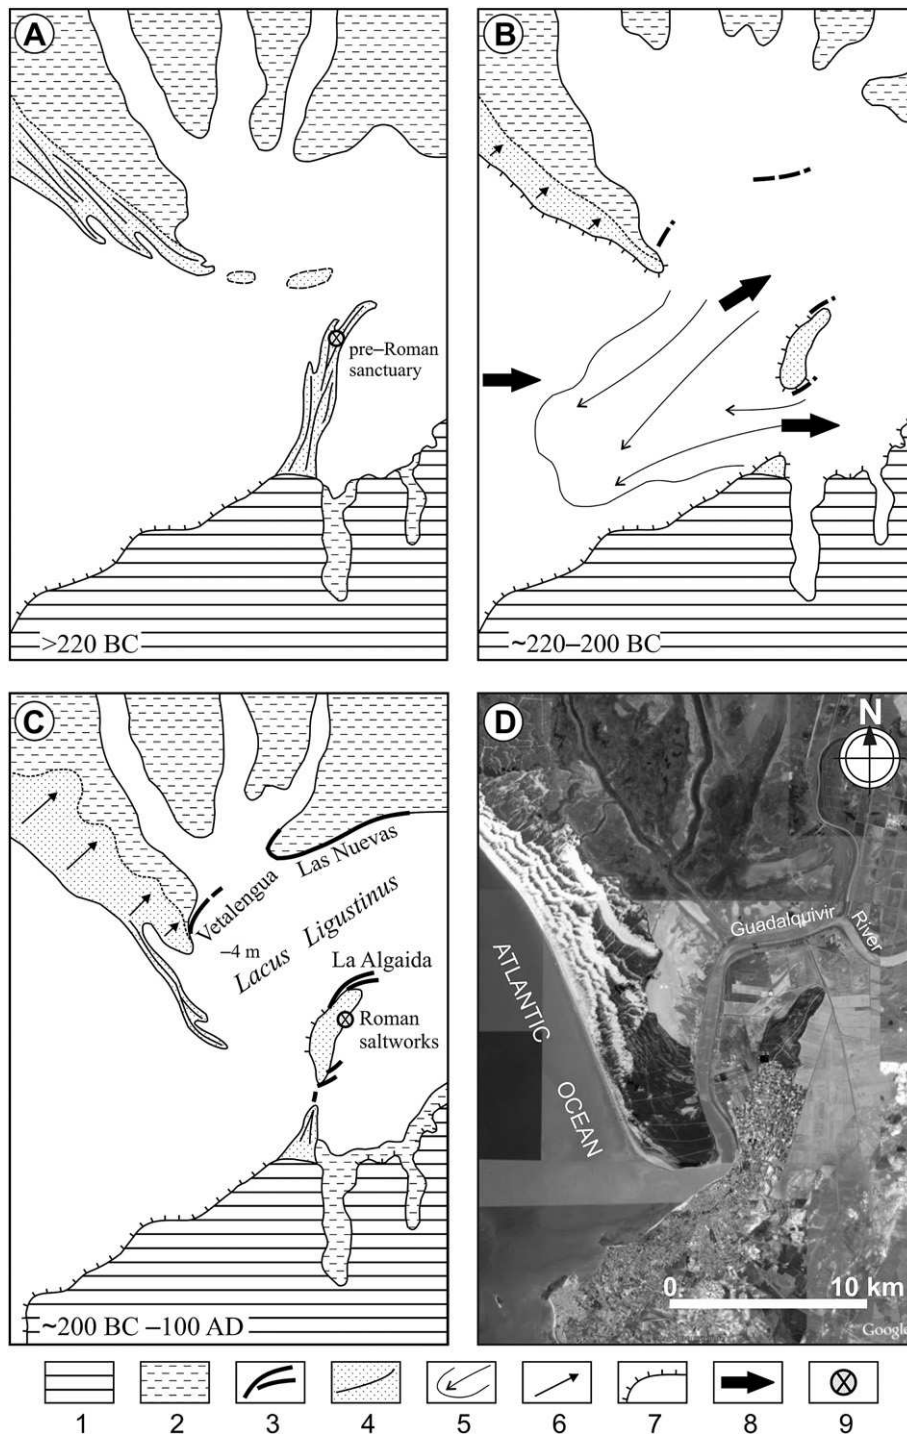 A
pre–Roman
sanctuary
>220 BC
B
~220–200 BC
C
Vetalengua
Las Nuevas
–4 m
Lacus Ligustinus
La Algaida
Roman
saltworks
~200 BC –100 AD
D
N
Guadalquivir
River
ATLANTIC
OCEAN
0 10 km
Google
1 2 3 4 5 6 7 8 9